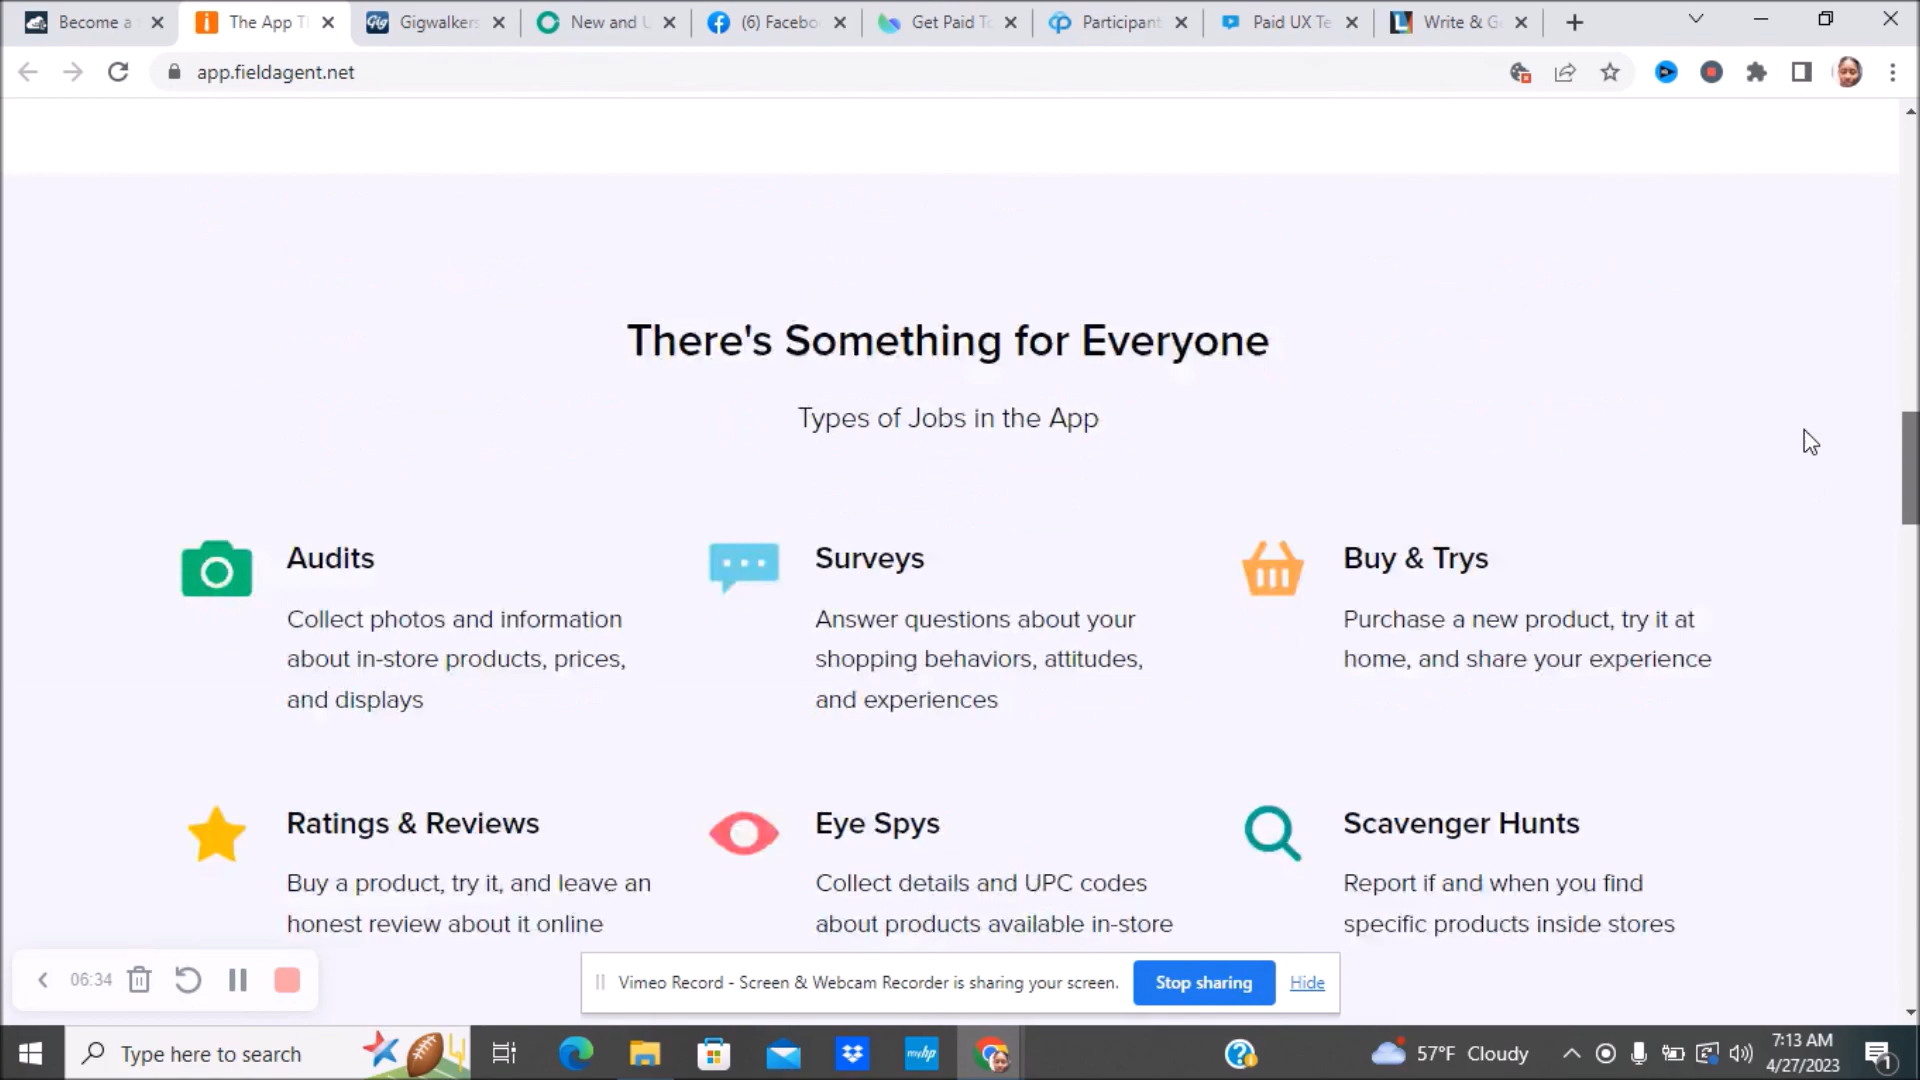 Become a
The App T
Gig
Gigwalkers
New and U
(6) Facebo
Get Paid T
Participant
Paid UX Te
Write & G
app.fieldagent.net
There's Something for Everyone
Types of Jobs in the App
Audits
Collect photos and information
about in-store products, prices,
and displays
Surveys
Answer questions about your
shopping behaviors, attitudes,
and experiences
Buy & Trys
Purchase a new product, try it at
home, and share your experience
Ratings & Reviews
Buy a product, try it, and leave an
honest review about it online
Eye Spys
Collect details and UPC codes
about products available in-store
Scavenger Hunts
Report if and when you find
specific products inside stores
06:34
Vimeo Record - Screen & Webcam Recorder is sharing your screen.
Stop sharing
Hide
Type here to search
myhp
57°F Cloudy
7:13 AM
4/27/2023
1